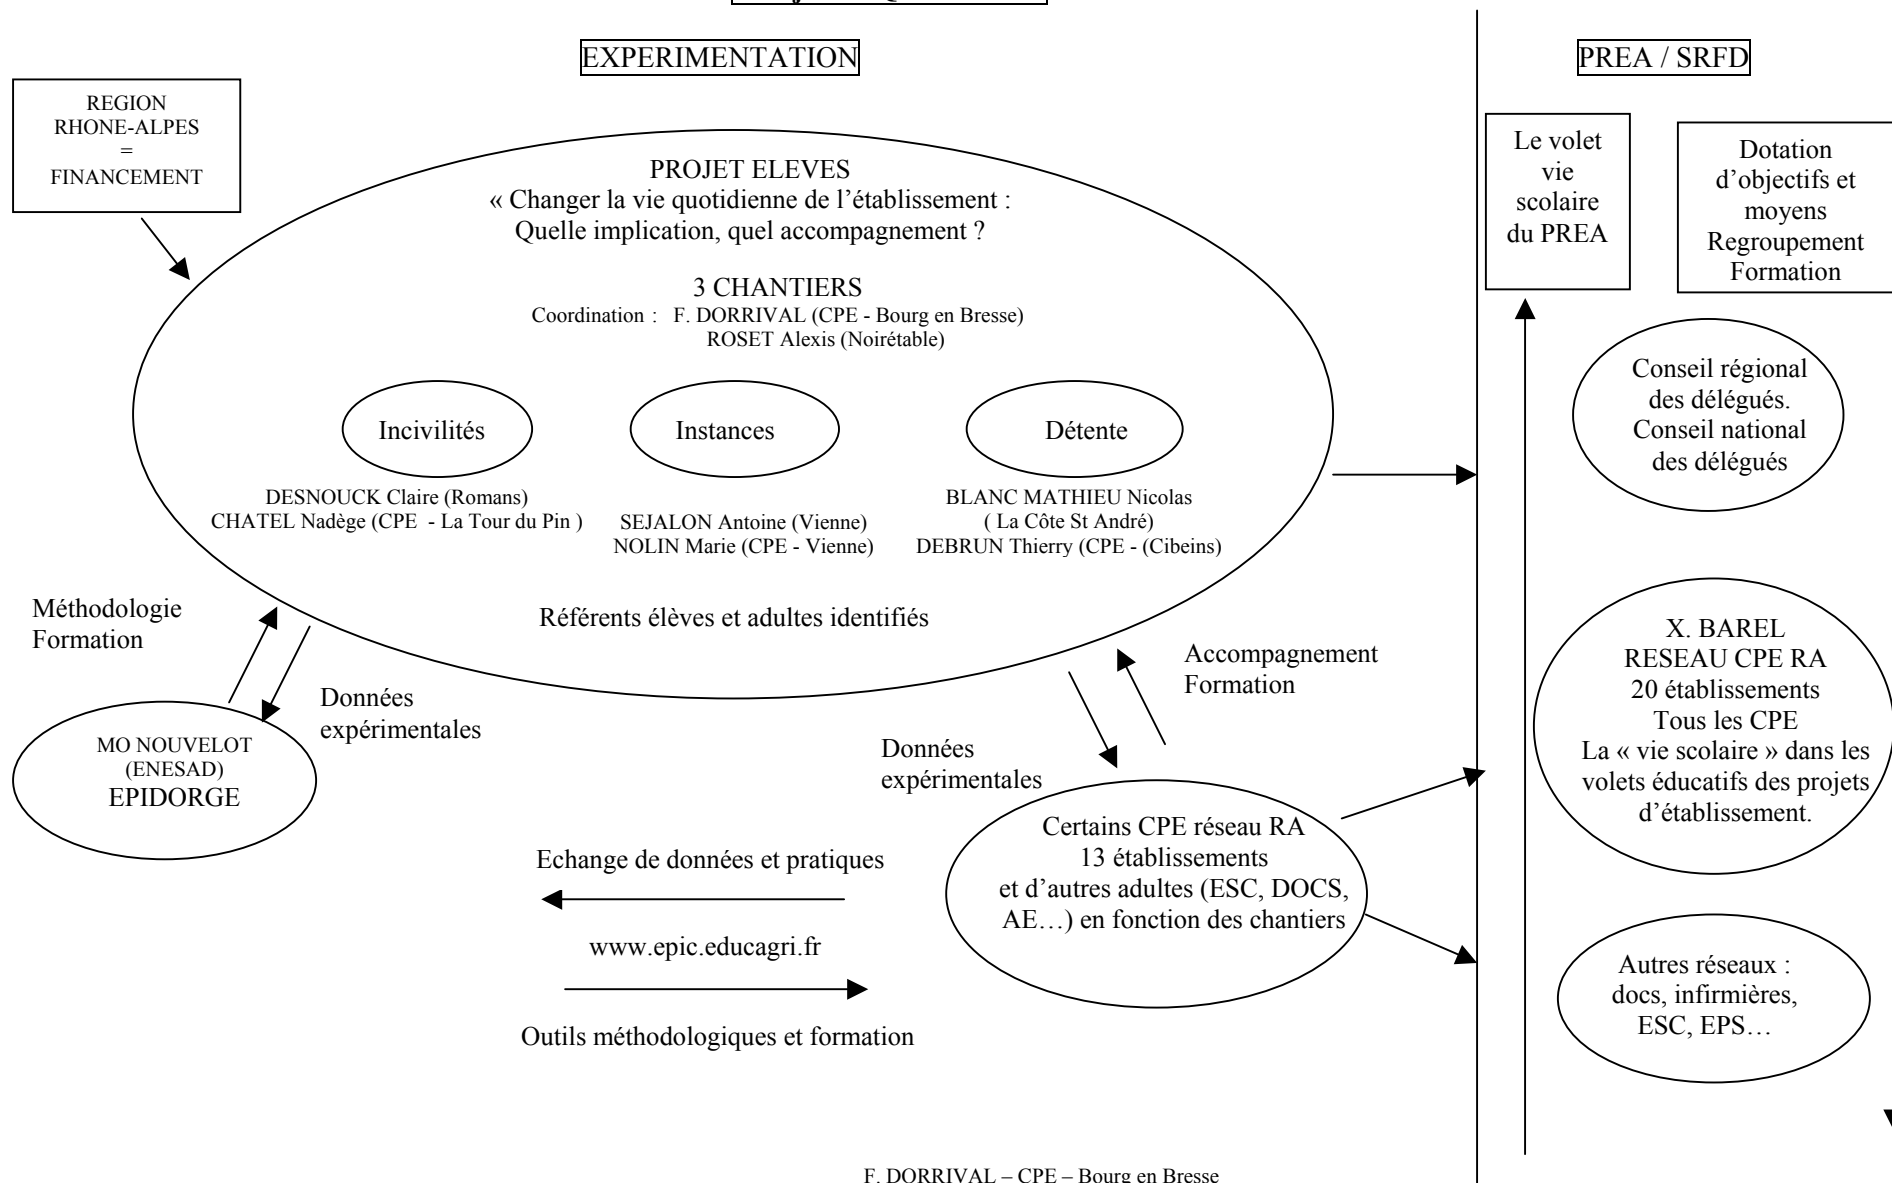 EXPERIMENTATION
PREA / SRFD
REGION
RHONE-ALPES
=
FINANCEMENT
PROJET ELEVES
« Changer la vie quotidienne de l’établissement :
Quelle implication, quel accompagnement ?
3 CHANTIERS
Coordination : F. DORRIVAL (CPE - Bourg en Bresse)
ROSET Alexis (Noirétable)
Incivilités
Instances
Détente
DESNOUCK Claire (Romans)
CHATEL Nadège (CPE - La Tour du Pin )
SEJALON Antoine (Vienne)
NOLIN Marie (CPE - Vienne)
BLANC MATHIEU Nicolas
( La Côte St André)
DEBRUN Thierry (CPE - (Cibeins)
Référents élèves et adultes identifiés
Méthodologie
Formation
Données
expérimentales
MO NOUVELOT
(ENESAD)
EPIDORGE
Accompagnement
Formation
Données
expérimentales
Certains CPE réseau RA
13 établissements
et d’autres adultes (ESC, DOCS,
AE…) en fonction des chantiers
Echange de données et pratiques
www.epic.educagri.fr
Outils méthodologiques et formation
Le volet
vie
scolaire
du PREA
Dotation
d’objectifs et
moyens
Regroupement
Formation
Conseil régional
des délégués.
Conseil national
des délégués
X. BAREL
RESEAU CPE RA
20 établissements
Tous les CPE
La « vie scolaire » dans les
volets éducatifs des projets
d’établissement.
Autres réseaux :
docs, infirmières,
ESC, EPS…
F. DORRIVAL – CPE – Bourg en Bresse